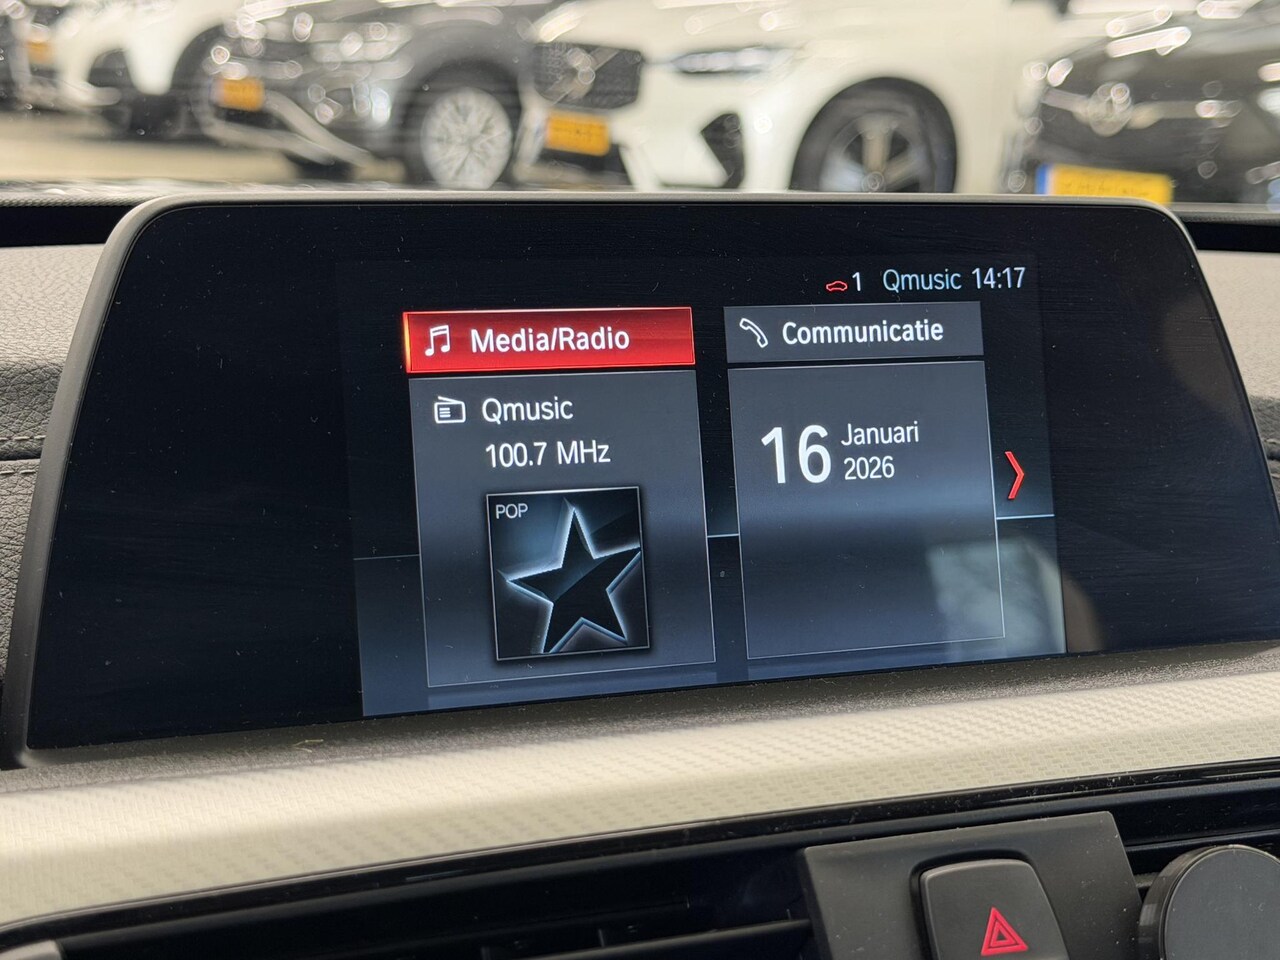 1 Qmusic 14:17
Media/Radio
Communicatie
Qmusic
100.7 MHz
POP
16 Januari
2026